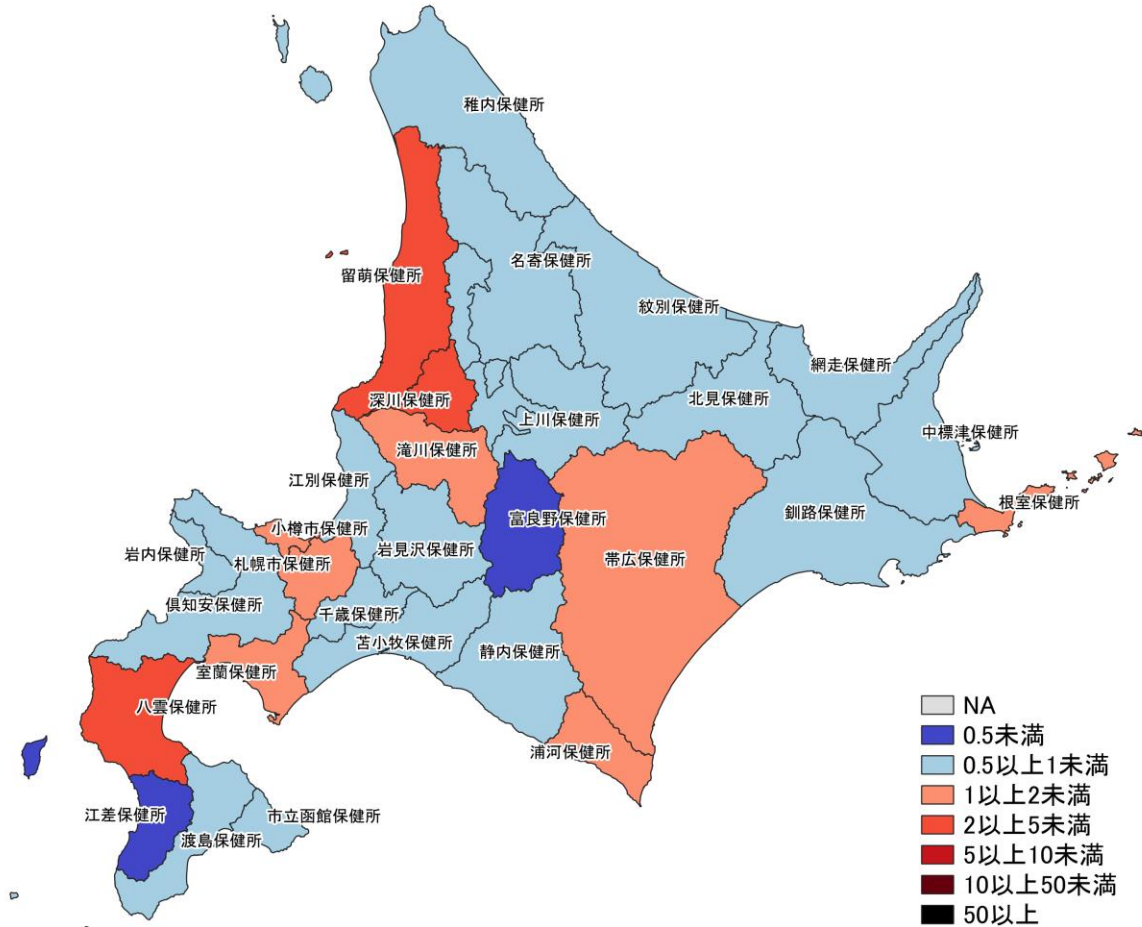 稚内保健所
名寄保健所
留萌保健所
紋別保健所
網走保健所
深川保健所
北見保健所
上川保健所
中標津保健所
滝川保健所
江別保健所
根室保健所
釧路保健所
富良野保健所
小樽市保健所
岩見沢保健所
岩内保健所
札幌市保健所
帯広保健所
倶知安保健所
千歳保健所
苫小牧保健所
静内保健所
室蘭保健所
八雲保健所
浦河保健所
江差保健所
市立函館保健所
渡島保健所
NA
0.5未満
0.5以上1未満
1以上2未満
2以上5未満
5以上10未満
10以上50未満
50以上